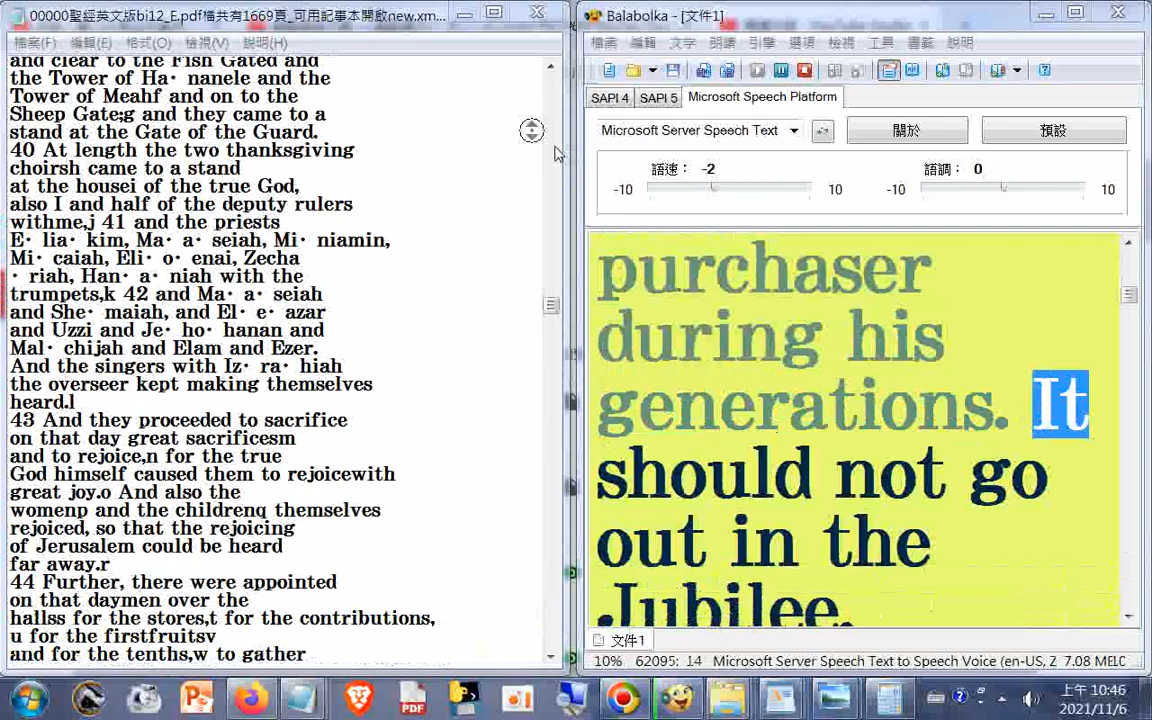 00000聖經英文版bi12_E.pdf檔共有1669頁_可用記事本開啟new.xm...
檔案(F) 編輯(E) 格式(O) 檢視(V) 說明(H)
and clear to the Fish Gated and
the Tower of Ha· nanele and the
Tower of Meahf and on to the
Sheep Gate;g and they came to a
stand at the Gate of the Guard.
40 At length the two thanksgiving
choirsh came to a stand
at the housei of the true God,
also I and half of the deputy rulers
withme,j 41 and the priests
E· lia· kim, Ma· a· seiah, Mi· niamin,
Mi· caiah, Eli· o· enai, Zecha
· riah, Han· a· niah with the
trumpets,k 42 and Ma· a· seiah
and She· maiah, and El· e· azar
and Uzzi and Je· ho· hanan and
Mal· chijah and Elam and Ezer.
And the singers with Iz· ra· hiah
the overseer kept making themselves
heard.l
43 And they proceeded to sacrifice
on that day great sacrificesm
and to rejoice,n for the true
God himself caused them to rejoicewith
great joy.o And also the
womenp and the childrenq themselves
rejoiced, so that the rejoicing
of Jerusalem could be heard
far away.r
44 Further, there were appointed
on that daymen over the
hallss for the stores,t for the contributions,
u for the firstfruitsv
and for the tenths,w to gather
Balabolka - [文件1]
檔案 編輯 文字 朗讀 引擎 選項 檢視 工具 書籤 說明
SAPI 4 SAPI 5 Microsoft Speech Platform
Microsoft Server Speech Text 關於 預設
語速： -2 語調： 0
-10 10 -10 10
purchaser
during his
generations. It
should not go
out in the
Jubilee.
文件1
10% 62095: 14 Microsoft Server Speech Text to Speech Voice (en-US, Z 7.08 MELC
PDF
上午 10:46
2021/11/6